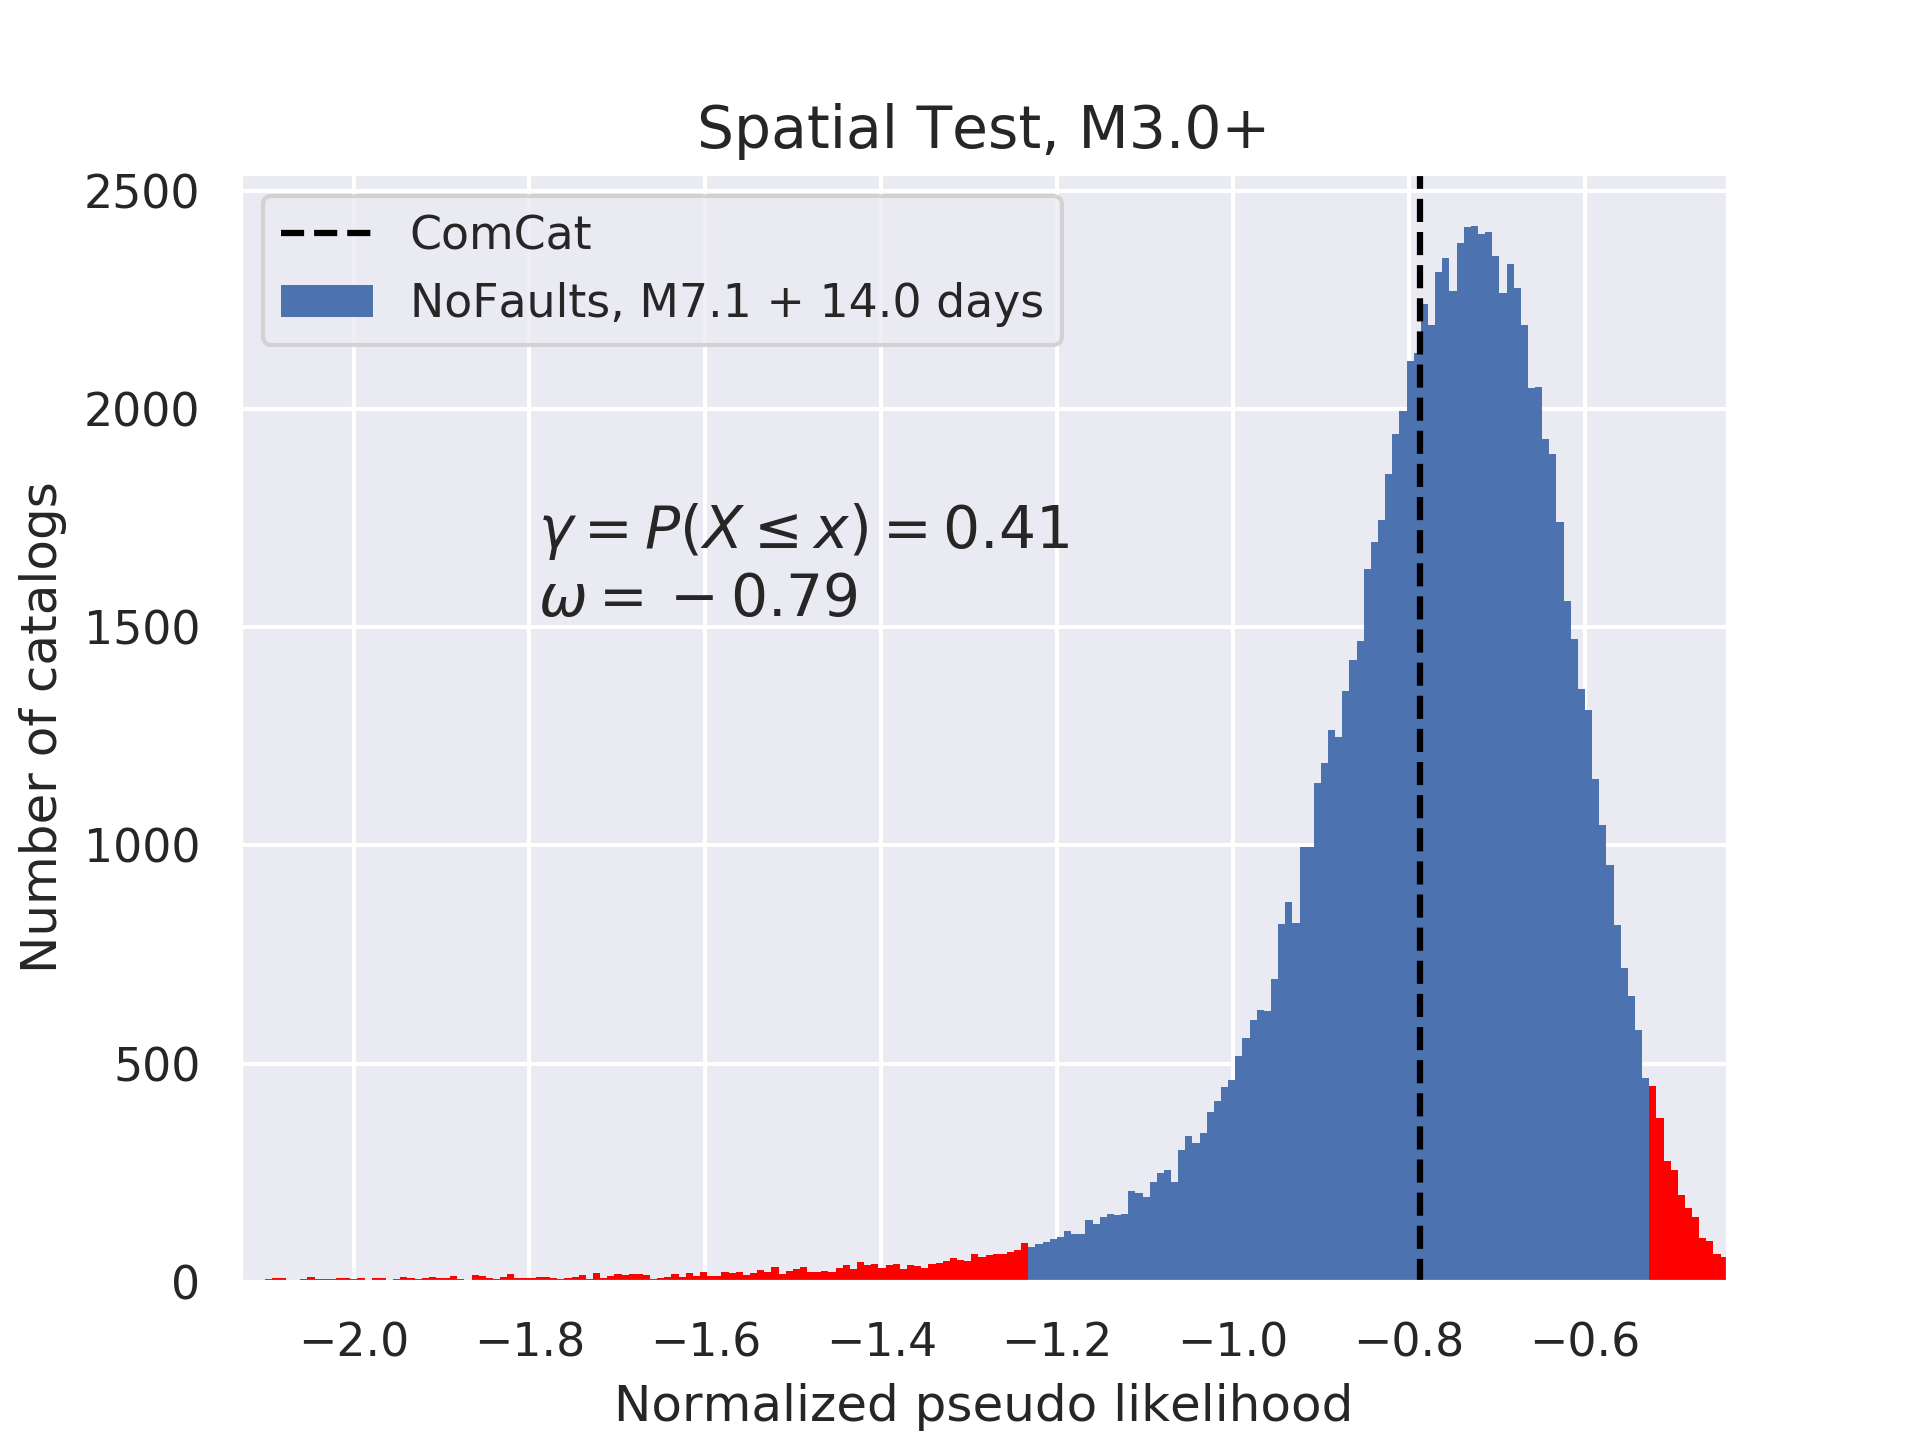 Spatial Test, M3.0+
2500
2000
1500
1000
500
0
Number of catalogs
ComCat
NoFaults, M7.1 + 14.0 days
γ = P(X ≤ x) = 0.41
ω = −0.79
−2.0 −1.8 −1.6 −1.4 −1.2 −1.0 −0.8 −0.6
Normalized pseudo likelihood